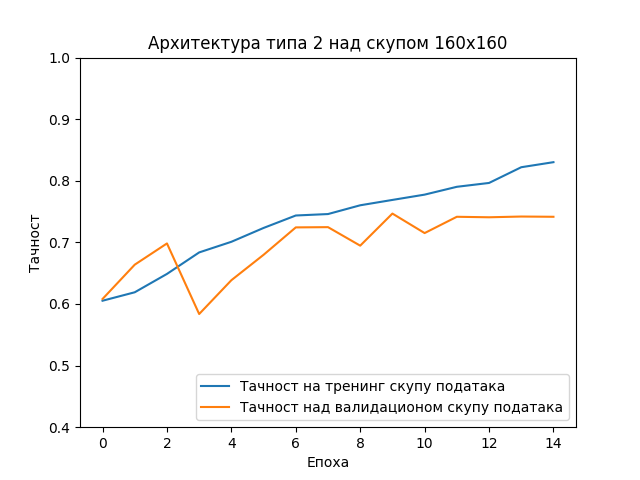 Архитектура типа 2 над скупом 160x160
1.0
0.9
0.8
0.7
0.6
0.5
0.4
Тачност
Тачност на тренинг скупу података
Тачност над валидационом скупу података
0 2 4 6 8 10 12 14
Епоха